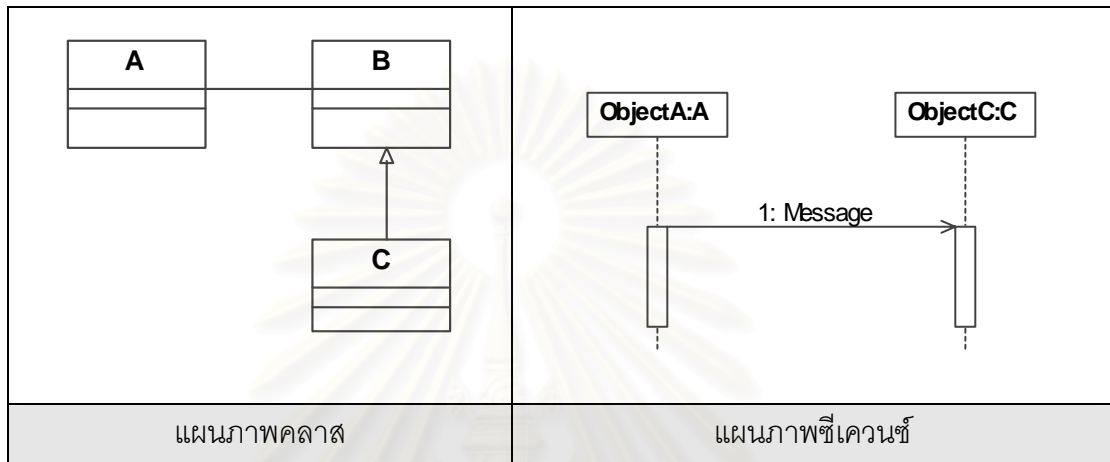 A
B
C
ObjectA:A
ObjectC:C
1: Message
แผนภาพคลาส
แผนภาพซีเควนซ์